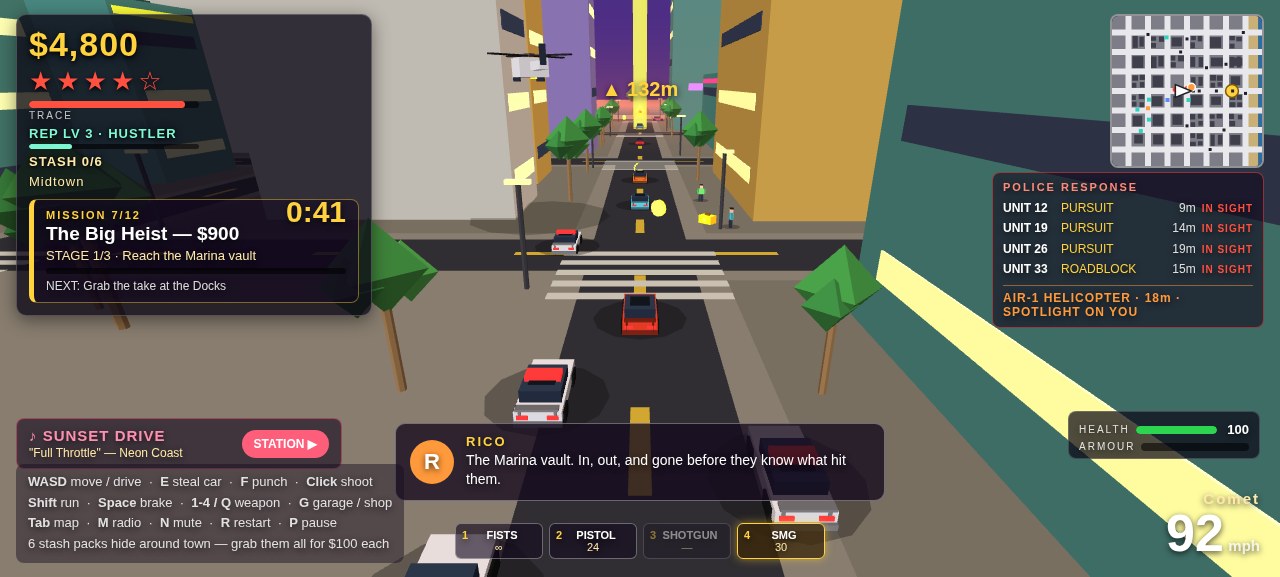 $4,800
★★★★☆
TRACE
REP LV 3 · HUSTLER
STASH 0/6
Midtown
MISSION 7/12
0:41
The Big Heist — $900
STAGE 1/3 · Reach the Marina vault
NEXT: Grab the take at the Docks
▲ 132m
POLICE RESPONSE
UNIT 12 PURSUIT 9m IN SIGHT
UNIT 19 PURSUIT 14m IN SIGHT
UNIT 26 PURSUIT 19m IN SIGHT
UNIT 33 ROADBLOCK 15m IN SIGHT
AIR-1 HELICOPTER · 18m ·
SPOTLIGHT ON YOU
♪ SUNSET DRIVE
"Full Throttle" — Neon Coast
STATION ▶
WASD move / drive · E steal car · F punch · Click shoot
Shift run · Space brake · 1-4 / Q weapon · G garage / shop
Tab map · M radio · N mute · R restart · P pause
6 stash packs hide around town — grab them all for $100 each
R
RICO
The Marina vault. In, out, and gone before they know what hit
them.
1 FISTS
∞
2 PISTOL
24
3 SHOTGUN
—
4 SMG
30
HEALTH 100
ARMOUR
Comet
92 mph